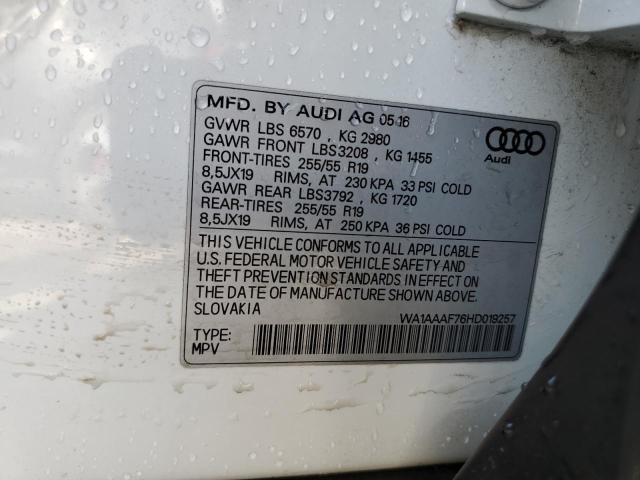 MFD. BY AUDI AG 05-16
GVWR LBS 6570 , KG 2980
GAWR FRONT LBS3208 , KG 1455
FRONT-TIRES 255/55 R19
8,5JX19 RIMS, AT 230 KPA 33 PSI COLD
GAWR REAR LBS3792 , KG 1720
REAR-TIRES 255/55 R19
8,5JX19 RIMS, AT 250 KPA 36 PSI COLD
Audi
THIS VEHICLE CONFORMS TO ALL APPLICABLE
U.S. FEDERAL MOTOR VEHICLE SAFETY AND
THEFT PREVENTION STANDARDS IN EFFECT ON
THE DATE OF MANUFACTURE SHOWN ABOVE.
SLOVAKIA
WA1AAAF76HD019257
TYPE:
MPV